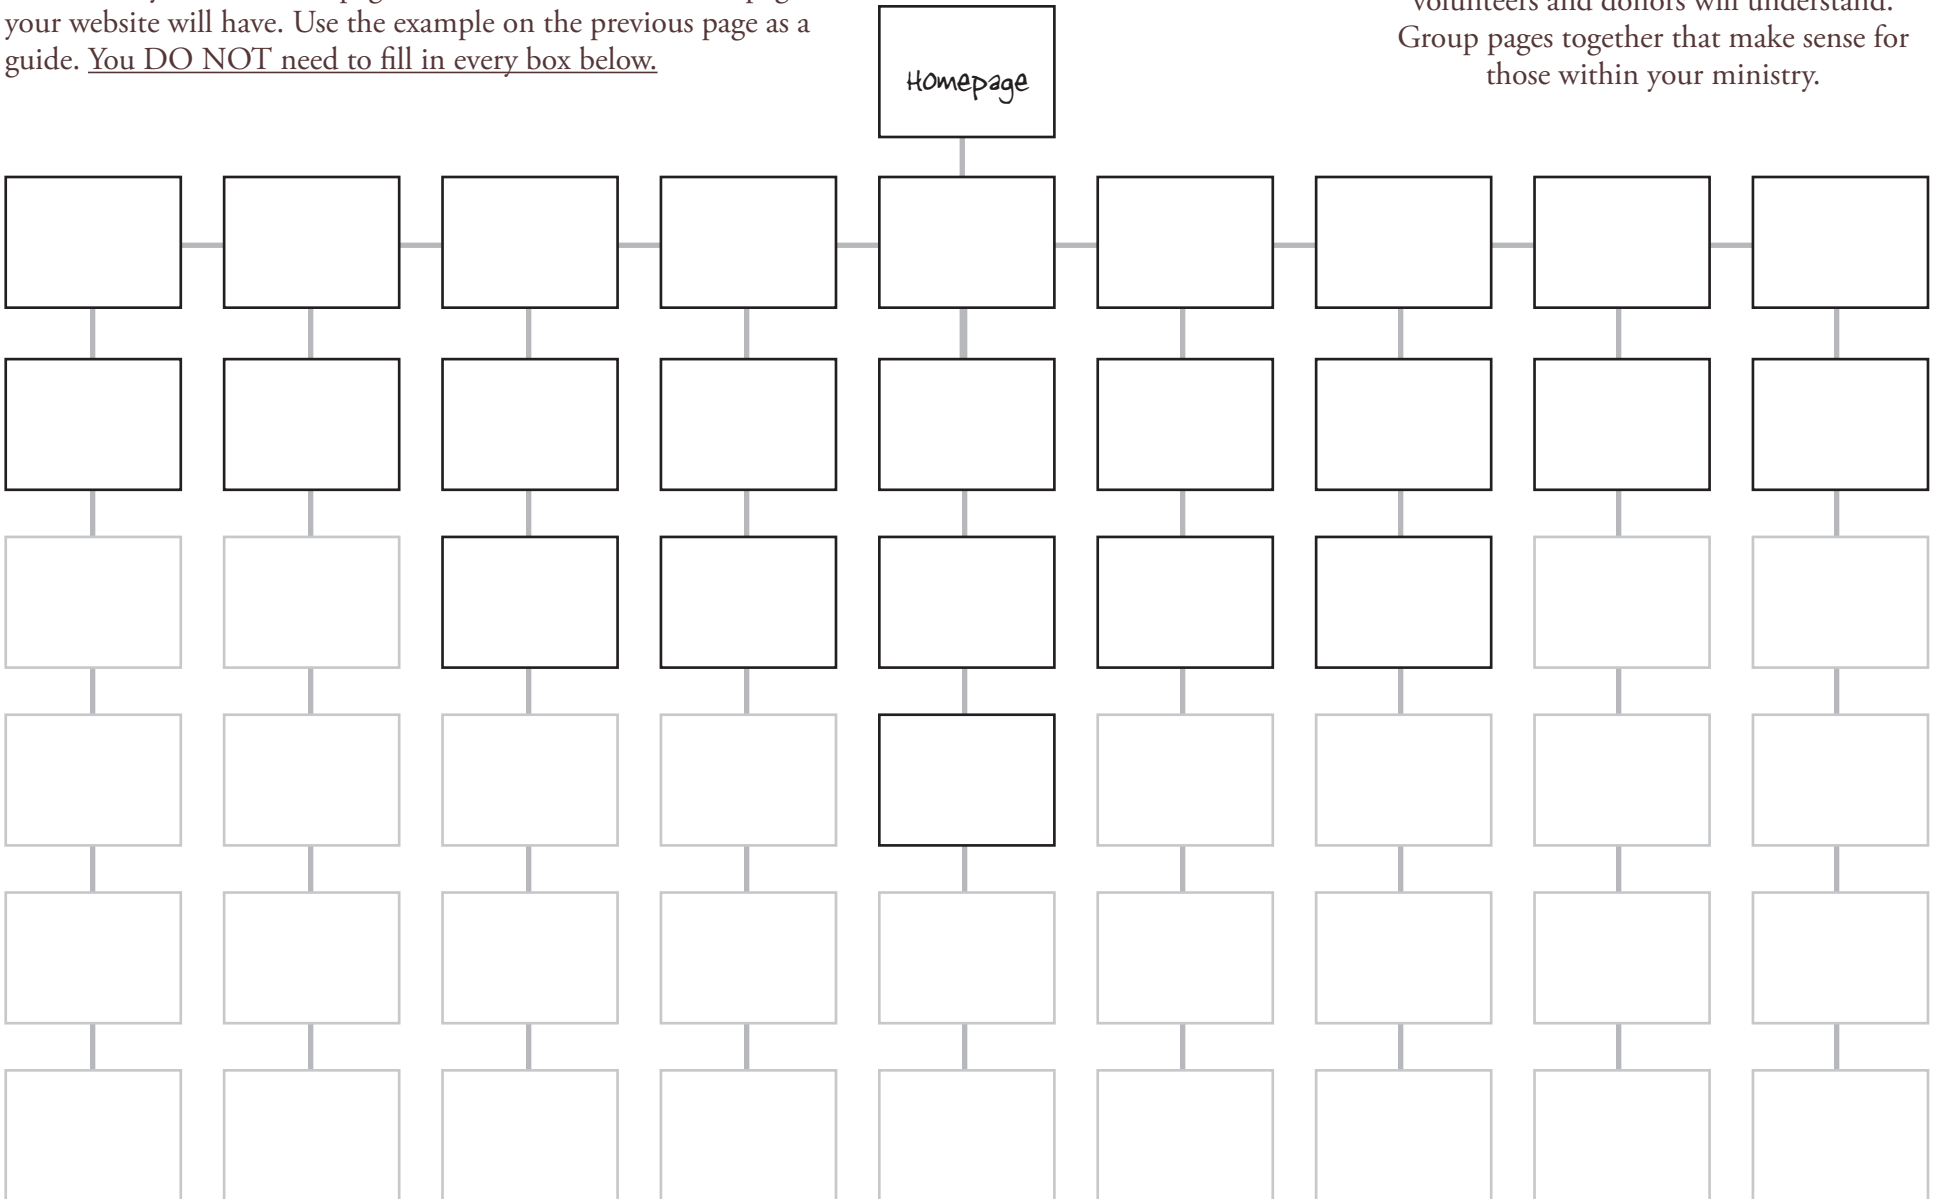 your website will have. Use the example on the previous page as a
guide. You DO NOT need to fill in every box below.
Homepage
volunteers and donors will understand.
Group pages together that make sense for
those within your ministry.